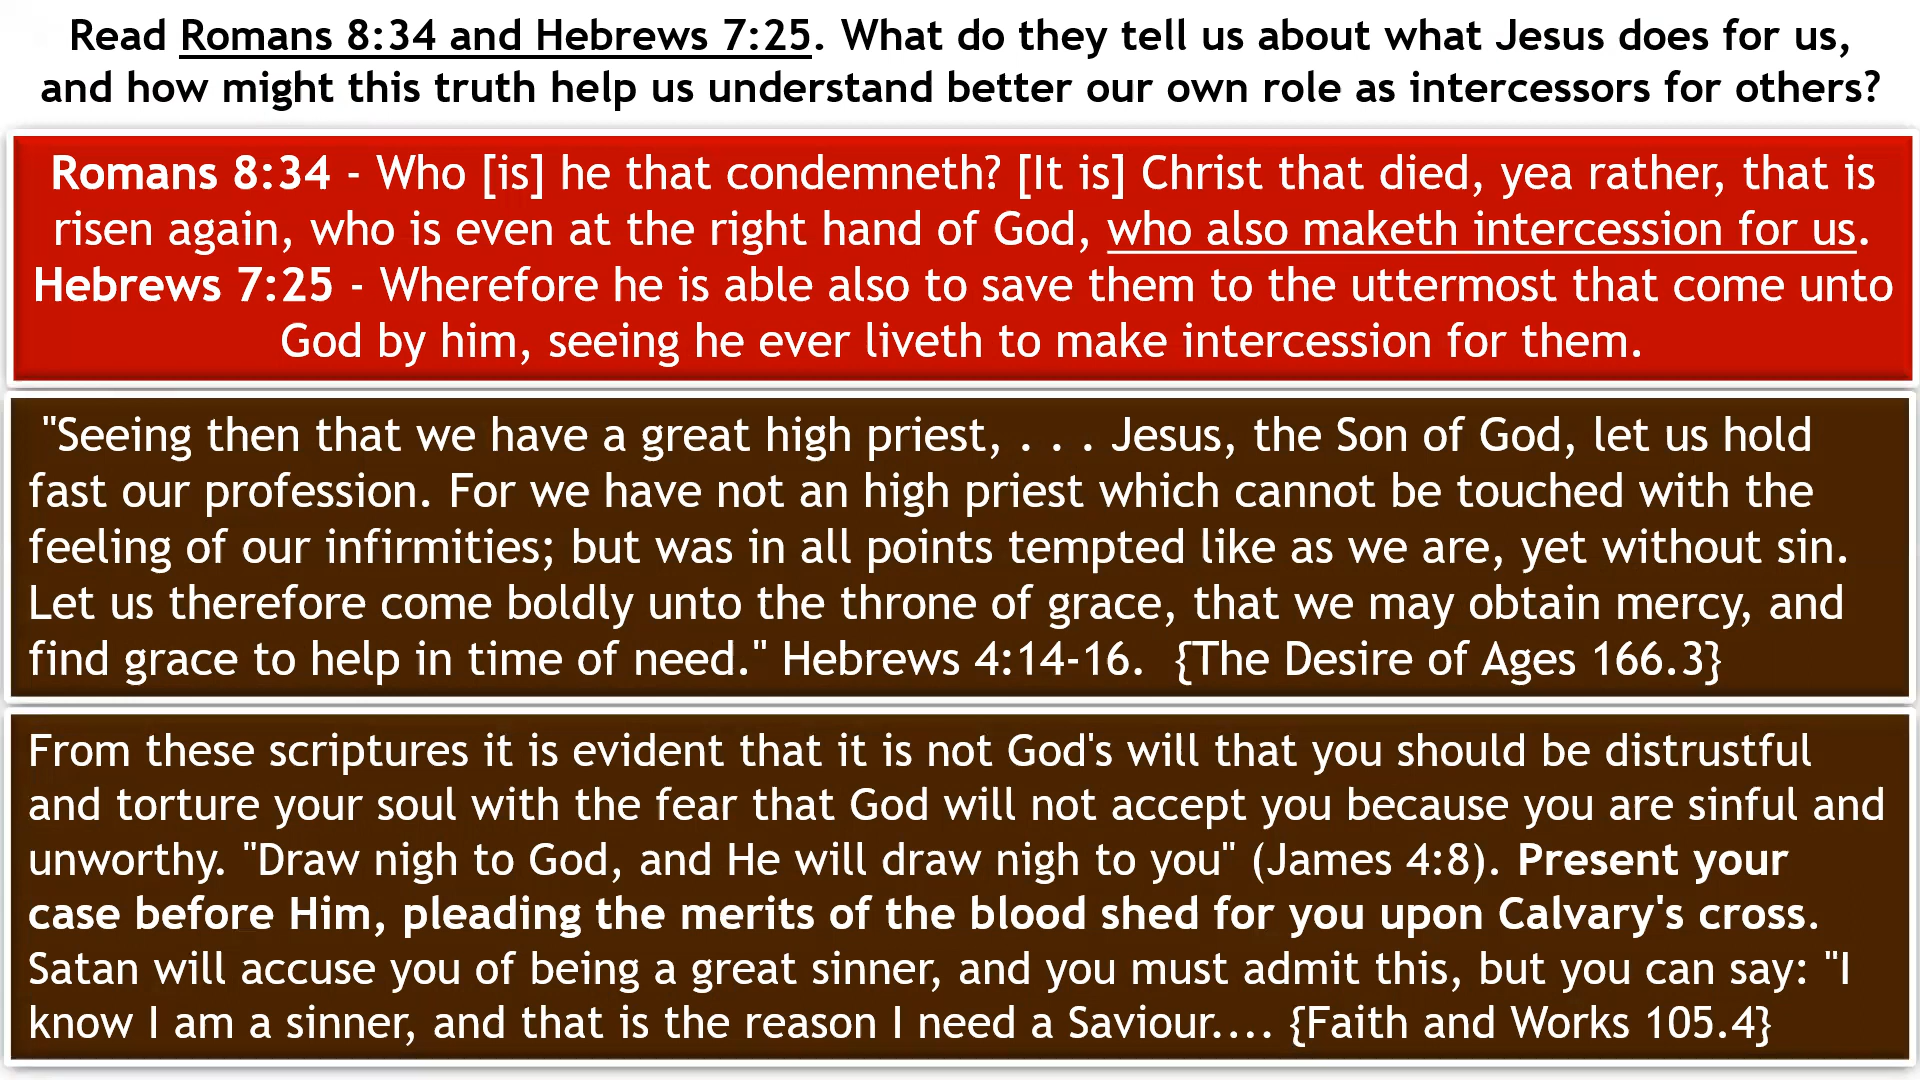 Read Romans 8:34 and Hebrews 7:25. What do they tell us about what Jesus does for us,
and how might this truth help us understand better our own role as intercessors for others?
Romans 8:34 - Who [is] he that condemneth? [It is] Christ that died, yea rather, that is
risen again, who is even at the right hand of God, who also maketh intercession for us.
Hebrews 7:25 - Wherefore he is able also to save them to the uttermost that come unto
God by him, seeing he ever liveth to make intercession for them.
"Seeing then that we have a great high priest, . . . Jesus, the Son of God, let us hold
fast our profession. For we have not an high priest which cannot be touched with the
feeling of our infirmities; but was in all points tempted like as we are, yet without sin.
Let us therefore come boldly unto the throne of grace, that we may obtain mercy, and
find grace to help in time of need." Hebrews 4:14-16.  {The Desire of Ages 166.3}
From these scriptures it is evident that it is not God's will that you should be distrustful
and torture your soul with the fear that God will not accept you because you are sinful and
unworthy. "Draw nigh to God, and He will draw nigh to you" (James 4:8). Present your
case before Him, pleading the merits of the blood shed for you upon Calvary's cross.
Satan will accuse you of being a great sinner, and you must admit this, but you can say: "I
know I am a sinner, and that is the reason I need a Saviour.... {Faith and Works 105.4}